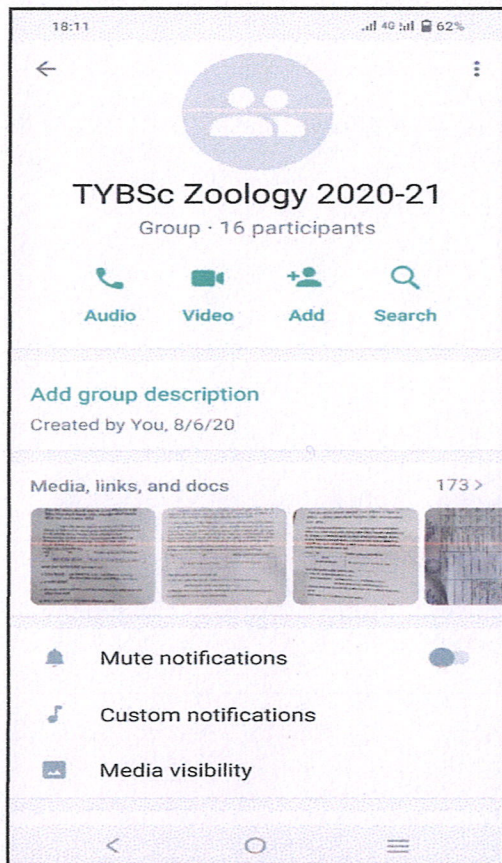 18:11 4G 62%
TYBSc Zoology 2020-21
Group · 16 participants
Audio Video Add Search
Add group description
Created by You, 8/6/20
Media, links, and docs 173 >
Mute notifications
Custom notifications
Media visibility